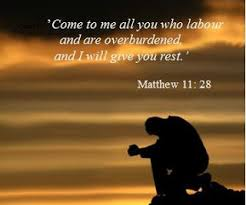 'Come to me all you who labour
and are overburdened,
and I will give you rest.'
Matthew 11: 28